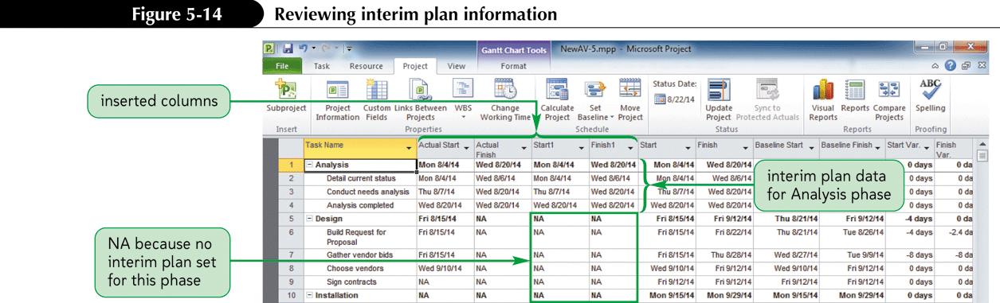 Figure 5-14 Reviewing interim plan information
NewAV-5.mpp - Microsoft Project
Gantt Chart Tools
File Task Resource Project View Format
inserted columns
Subproject Project Information Custom Fields Links Between Projects WBS Change Working Time Calculate Project Set Baseline Move Project Status Date: 8/22/14 Update Project Sync to Protected Actuals Visual Reports Reports Compare Projects Spelling
Insert Properties Schedule Status Reports Proofing
Task Name Actual Start Actual Finish Start1 Finish1 Start Finish Baseline Start Baseline Finish Start Var. Finish Var.
1 Analysis Mon 8/4/14 Wed 8/20/14 Mon 8/4/14 Wed 8/20/14 Mon 8/4/14 Wed 8/20/14 0 days 0 da
2 Detail current status Mon 8/4/14 Wed 8/6/14 Mon 8/4/14 Wed 8/6/14 Mon 8/4/14 Wed 8/6/14 0 days 0 da
3 Conduct needs analysis Thu 8/7/14 Wed 8/20/14 Thu 8/7/14 Wed 8/20/14 Thu 8/7/14 Wed 8/20/14 0 days 0 da
4 Analysis completed Wed 8/20/14 Wed 8/20/14 Wed 8/20/14 Wed 8/20/14 Wed 8/20/14 Wed 8/20/14 0 days 0 da
interim plan data
for Analysis phase
5 Design Fri 8/15/14 NA NA NA Fri 8/15/14 Fri 9/12/14 Thu 8/21/14 Fri 9/12/14 -4 days 0 da
6 Build Request for Proposal Fri 8/15/14 NA NA NA Fri 8/15/14 Fri 8/22/14 Thu 8/21/14 Tue 8/26/14 -4 days -2.4 da
7 Gather vendor bids Fri 8/15/14 NA NA NA Fri 8/15/14 Thu 8/28/14 Wed 8/27/14 Tue 9/9/14 -8 days -8 da
8 Choose vendors Wed 9/10/14 NA NA NA Wed 9/10/14 Fri 9/12/14 Wed 9/10/14 Fri 9/12/14 0 days 0 da
9 Sign contracts NA NA NA NA Fri 9/12/14 Fri 9/12/14 Fri 9/12/14 Fri 9/12/14 0 days 0 da
10 Installation NA NA NA NA Mon 9/15/14 Mon 9/29/14 Mon 9/15/14 Mon 9/29/14 0 days 0 da
NA because no
interim plan set
for this phase